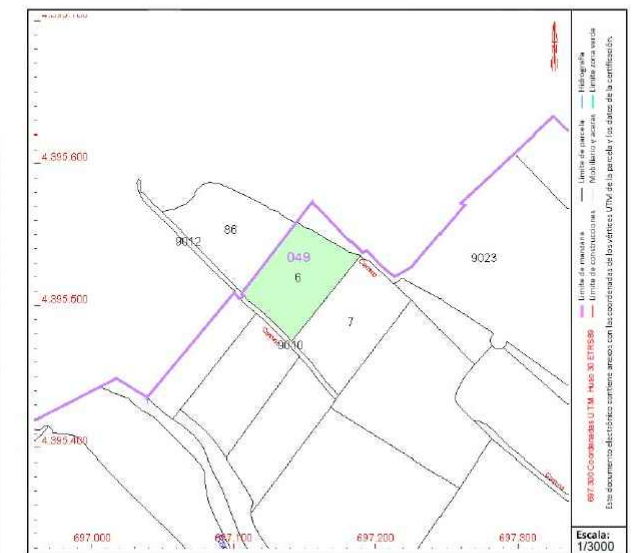 4.395.600
86
9012
049
9023
6
4.395.500
7
9010
4.395.400
697.000
697.200
697.300
Límite de manzana
Límite de parcela
Hidrografía
Límite de construcciones
Mobiliario y aceras
Límite zona verde
697.300 Coordenadas U.T.M. Huso 30 ETRS89
Este documento electrónico contiene anexos con las coordenadas de los vértices UTM de la parcela y los datos de la certificación.
Escala:
1/3000